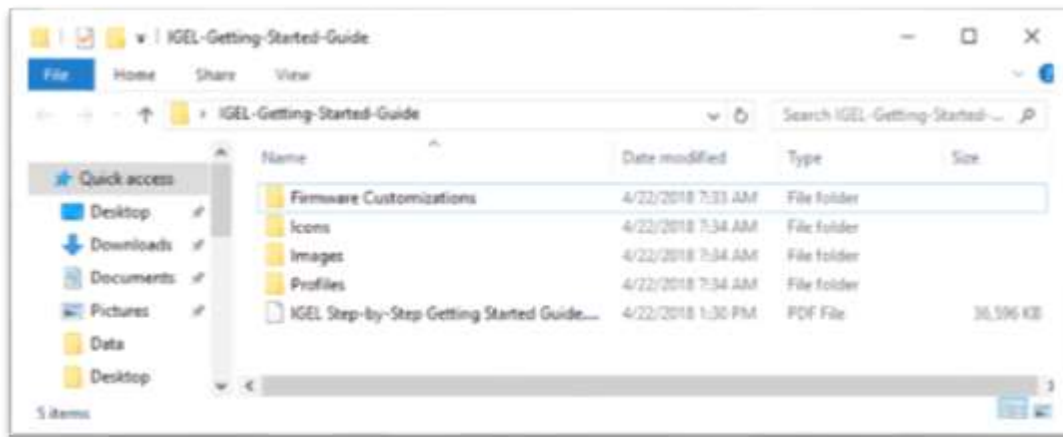 IGEL-Getting-Started-Guide
File Home Share View
IGEL-Getting-Started-Guide Search IGEL-Getting-Started-...
Name Date modified Type Size
Quick access
Firmware Customizations 4/22/2018 7:33 AM File folder
Desktop
Icons 4/22/2018 7:34 AM File folder
Downloads
Images 4/22/2018 7:34 AM File folder
Documents
Profiles 4/22/2018 7:34 AM File folder
Pictures
IGEL Step-by-Step Getting Started Guide.... 4/22/2018 1:30 PM PDF File 36,596 KB
Data
Desktop
5 items